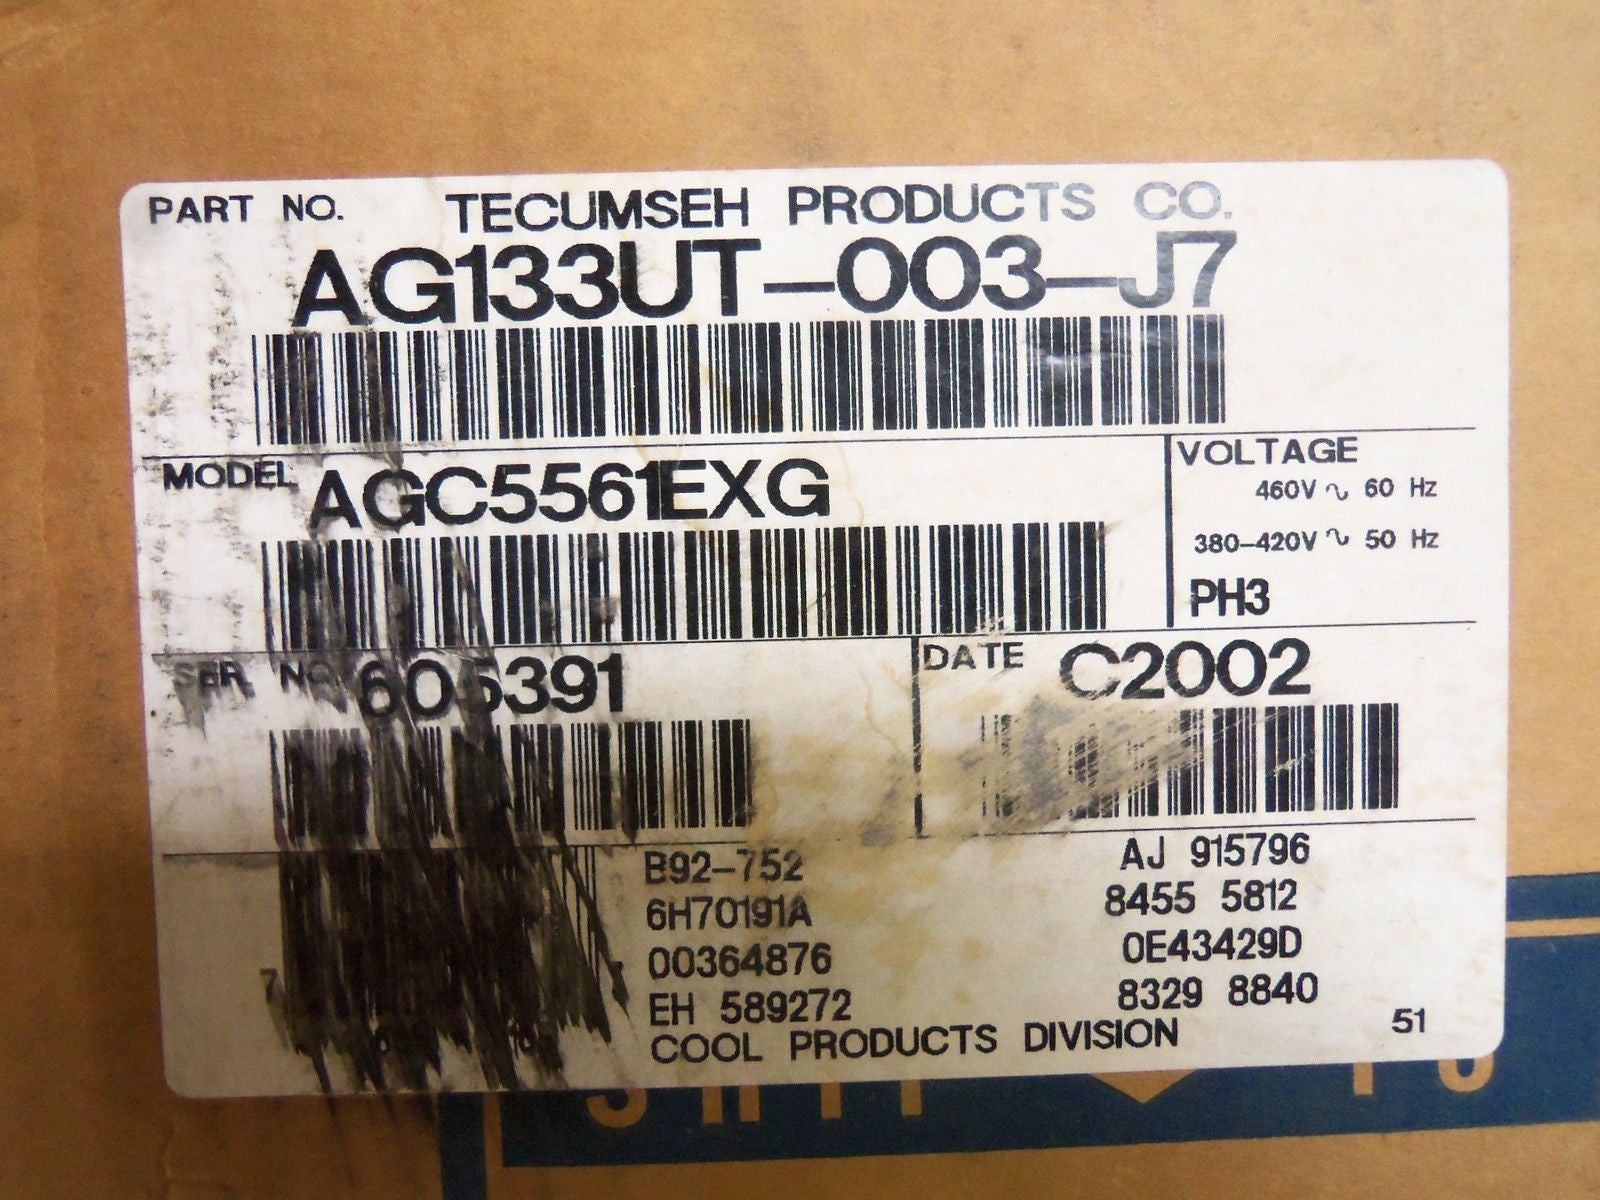 PART NO. TECUMSEH PRODUCTS CO.
AG133UT-003-J7
MODEL AGC5561EXG
VOLTAGE
460V ∿ 60 Hz
380-420V ∿ 50 Hz
PH3
SER. NO. 605391
DATE C2002
B92-752 AJ 915796
6H70191A 8455 5812
00364876 0E43429D
EH 589272 8329 8840
COOL PRODUCTS DIVISION 51